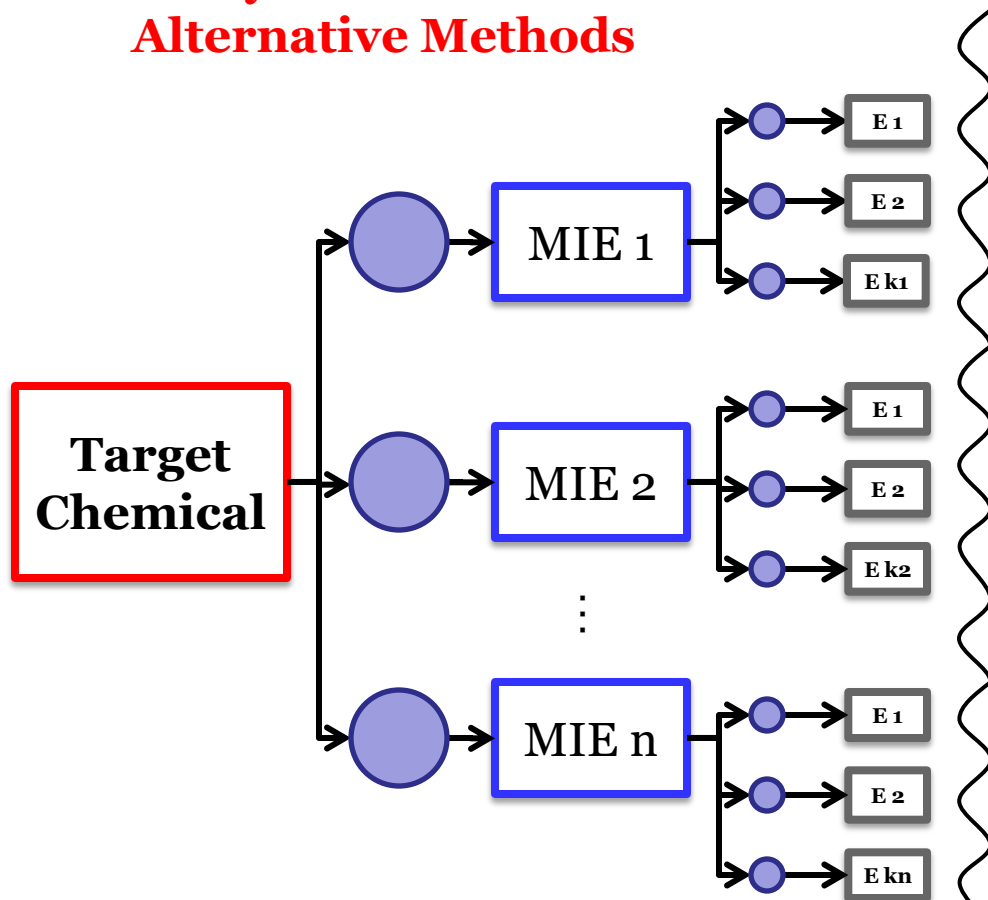 Alternative Methods
E 1
E 2
MIE 1
E k1
E 1
Target
Chemical
MIE 2
E 2
E k2
⋮
E 1
MIE n
E 2
E kn